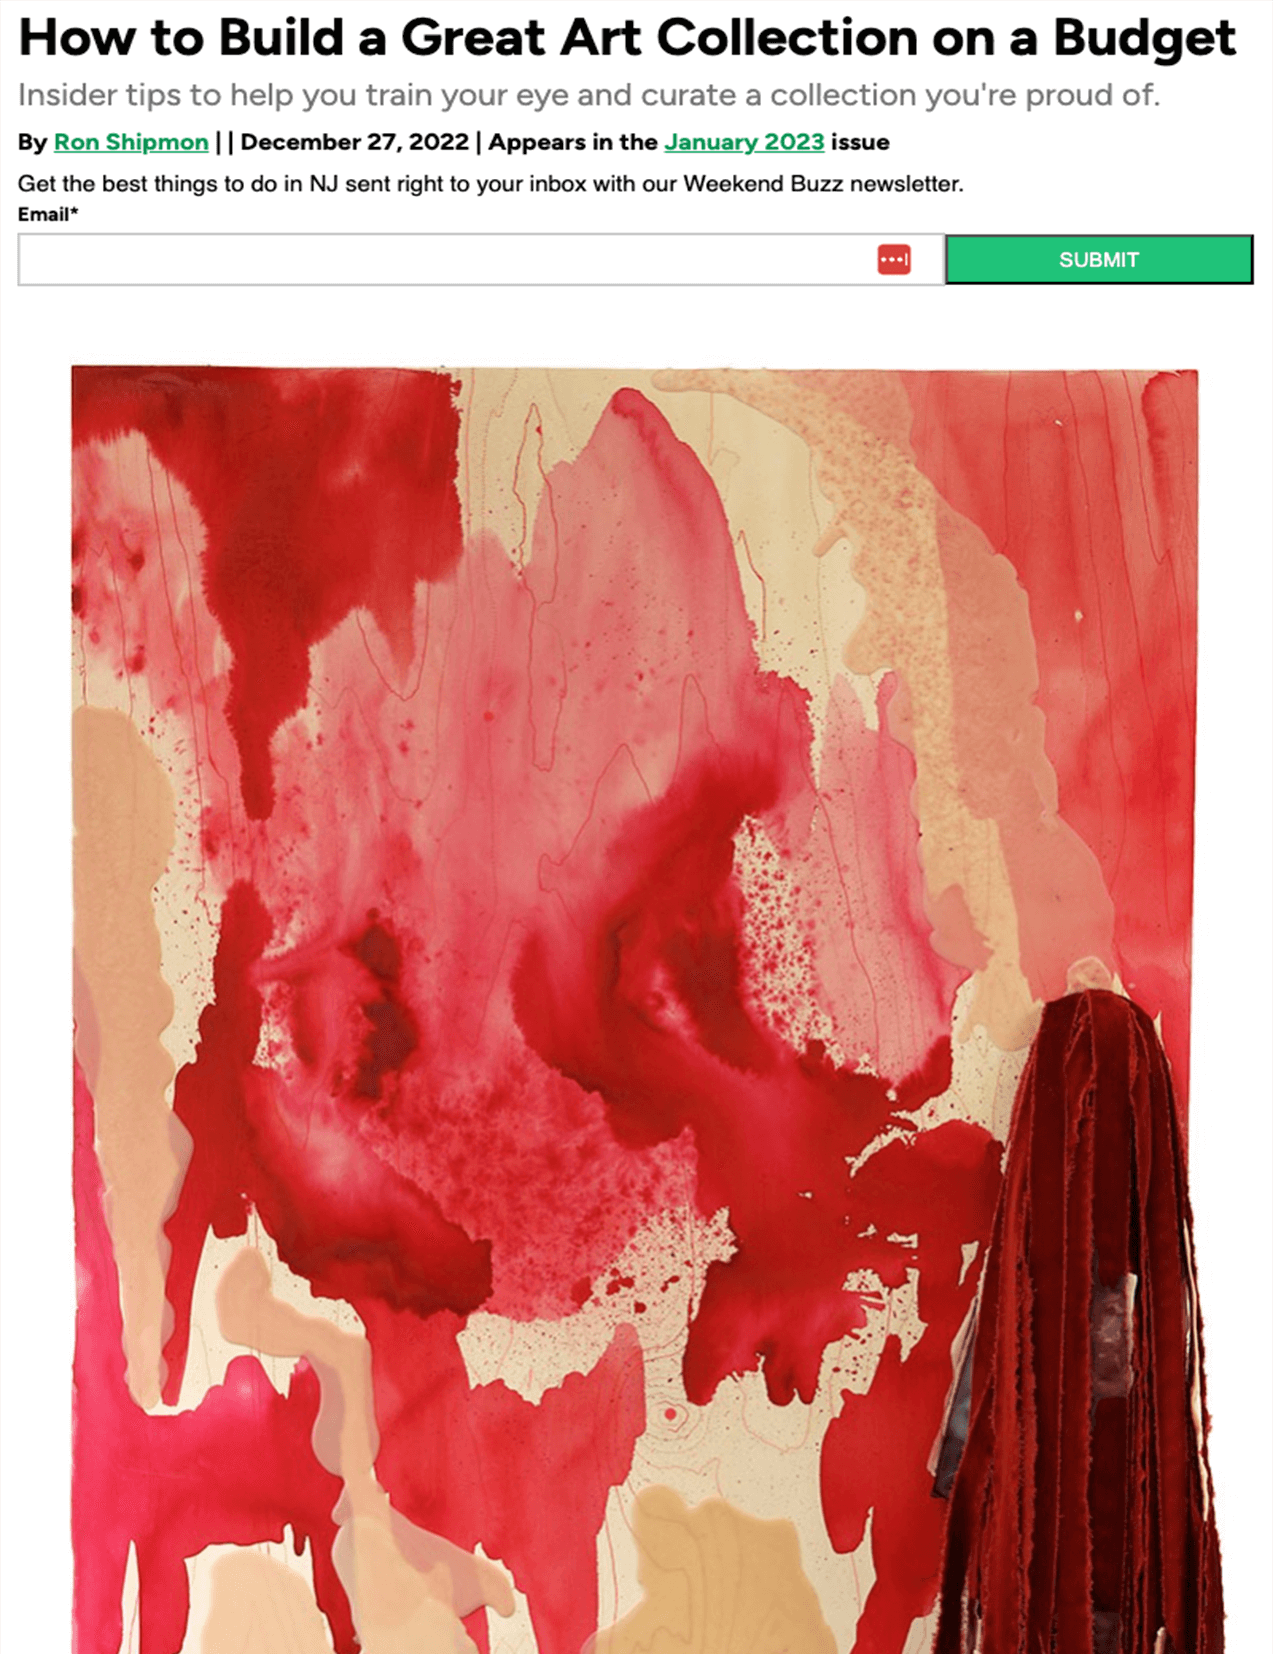 How to Build a Great Art Collection on a Budget
Insider tips to help you train your eye and curate a collection you're proud of.
By Ron Shipmon | | December 27, 2022 | Appears in the January 2023 issue
Get the best things to do in NJ sent right to your inbox with our Weekend Buzz newsletter.
Email*
SUBMIT